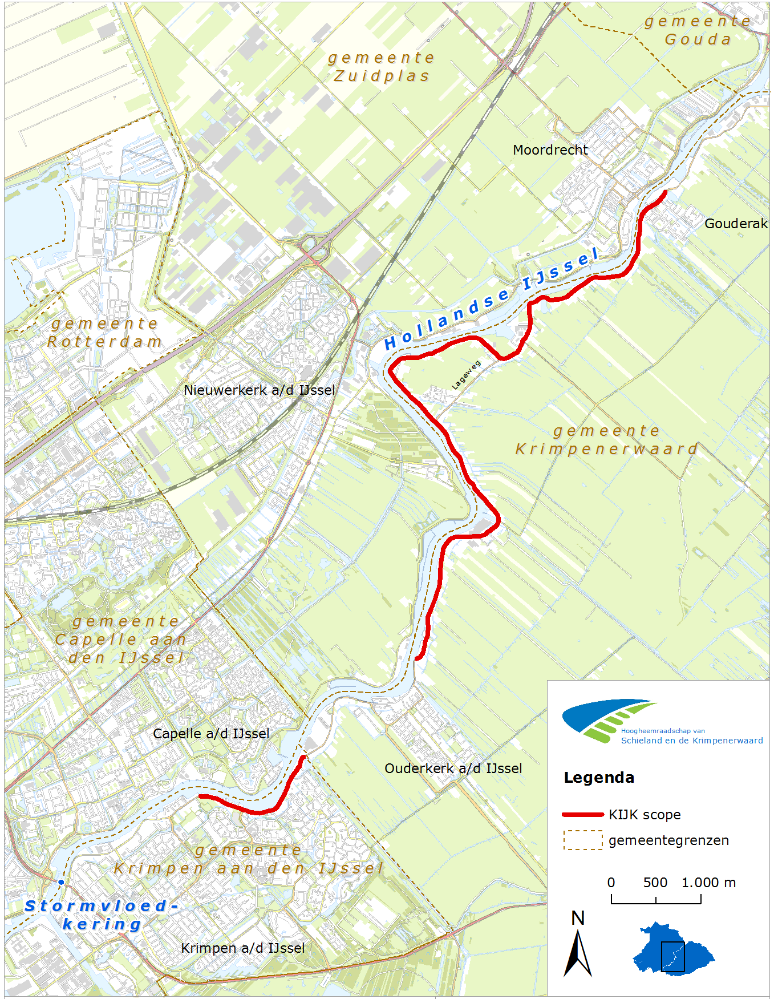 gemeente
Gouda
gemeente
Zuidplas
Moordrecht
Gouderak
Hollandse IJssel
gemeente
Rotterdam
Lageweg
Nieuwerkerk a/d IJssel
gemeente
Krimpenerwaard
gemeente
Capelle aan
den IJssel
Capelle a/d IJssel
Ouderkerk a/d IJssel
gemeente
Krimpen aan den IJssel
Stormvloed-
kering
Krimpen a/d IJssel
Hoogheemraadschap van
Schieland en de Krimpenerwaard
Legenda
KIJK scope
gemeentegrenzen
0 500 1.000 m
N